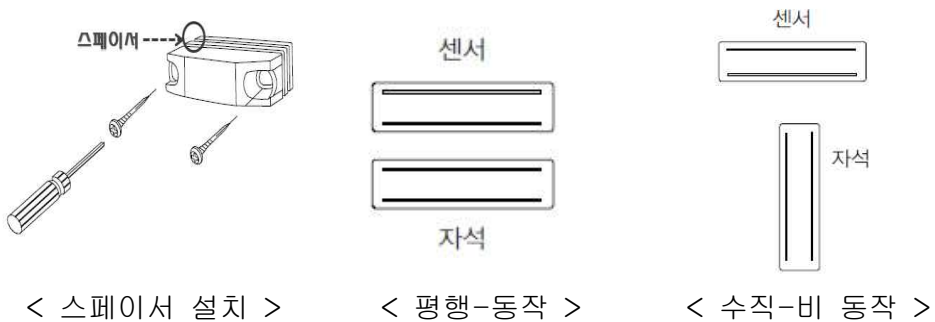 스페이서
센서
자석
센서
자석
< 스페이서 설치 >
< 평행-동작 >
< 수직-비 동작 >